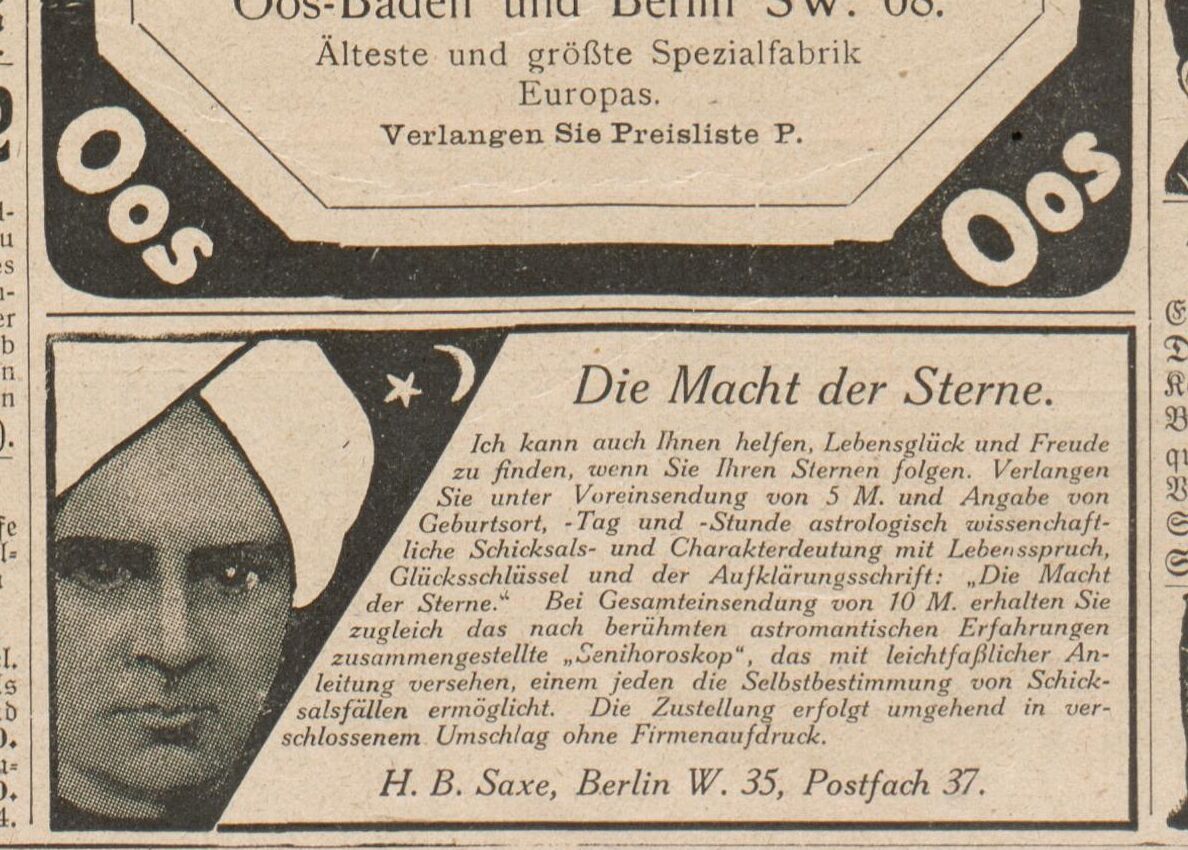 Oos-Baden und Berlin SW. 68.
Älteste und größte Spezialfabrik
Europas.
Verlangen Sie Preisliste P.
Oos
Oos
Die Macht der Sterne.
Ich kann auch Ihnen helfen, Lebensglück und Freude
zu finden, wenn Sie Ihren Sternen folgen. Verlangen
Sie unter Voreinsendung von 5 M. und Angabe von
Geburtsort, -Tag und -Stunde astrologisch wissenchaft-
liche Schicksals- und Charakterdeutung mit Lebensspruch,
Glücksschlüssel und der Aufklärungsschrift: „Die Macht
der Sterne.“ Bei Gesamteinsendung von 10 M. erhalten Sie
zugleich das nach berühmten astromantischen Erfahrungen
zusammengestellte „Senihoroskop“, das mit leichtfaßlicher An-
leitung versehen, einem jeden die Selbstbestimmung von Schick-
salsfällen ermöglicht. Die Zustellung erfolgt umgehend in ver-
schlossenem Umschlag ohne Firmenaufdruck.
H. B. Saxe, Berlin W. 35, Postfach 37.